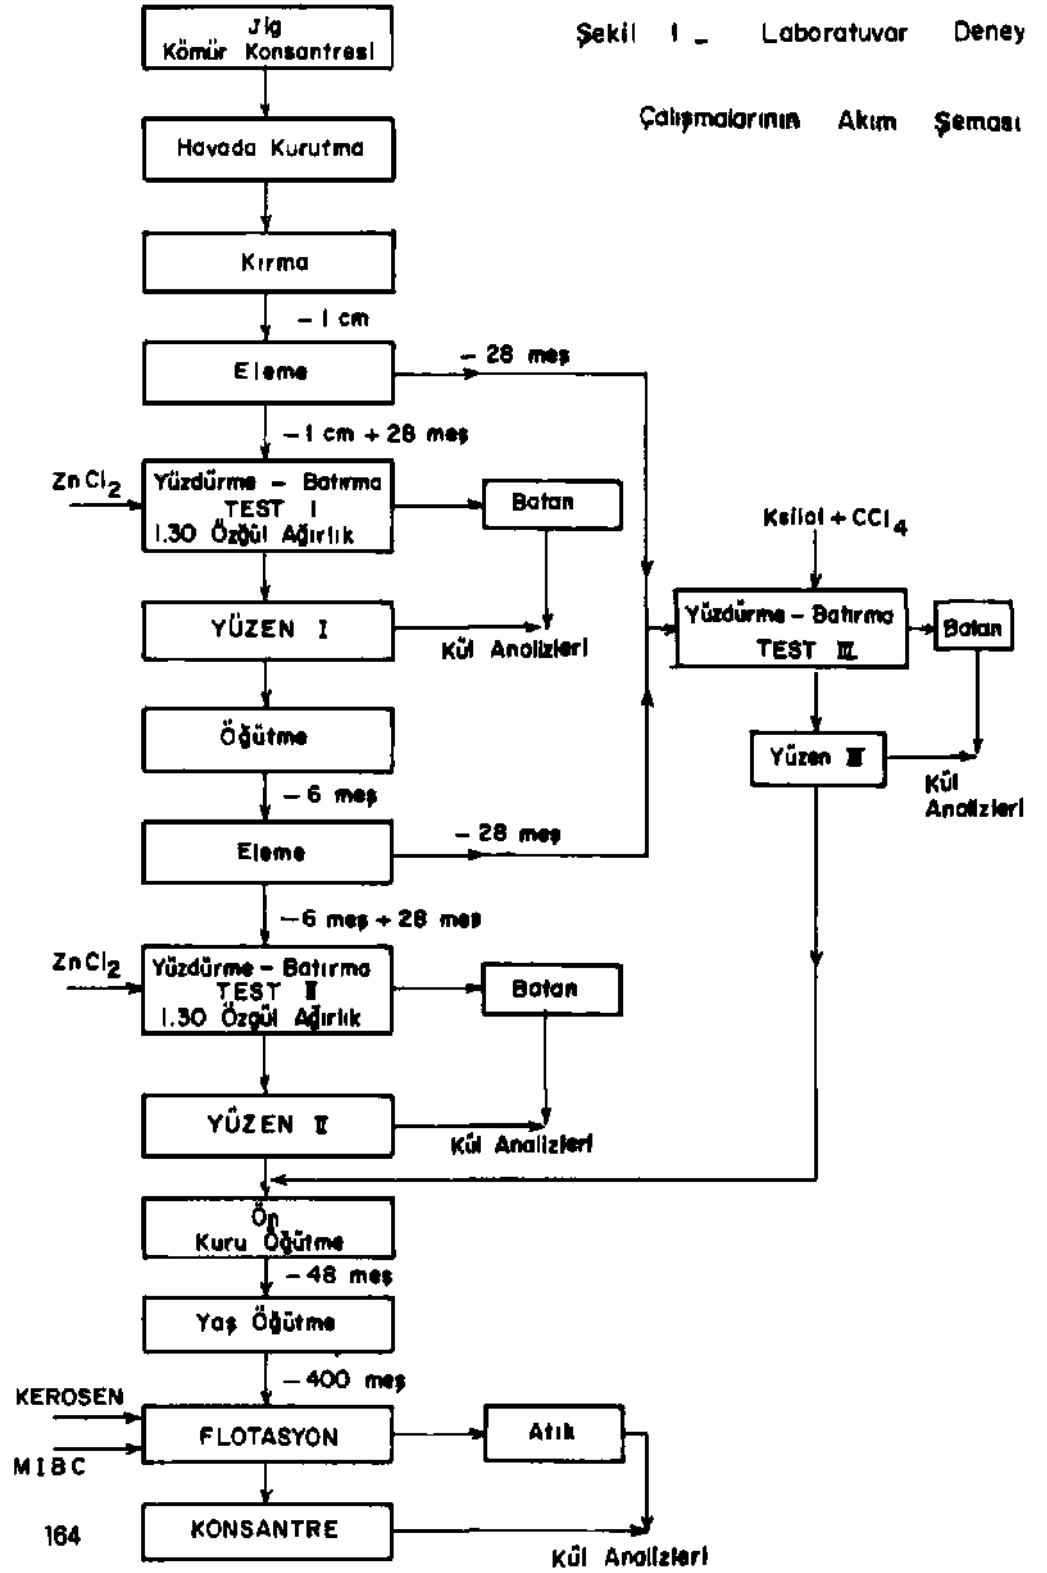 Şekil 1 _ Laboratuvar Deney
Çalışmalarının Akım Şeması
Jig
Kömür Konsantresi
Havada Kurutma
Kırma
- 1 cm
Eleme
- 28 meş
-1 cm + 28 meş
ZnCl2
Yüzdürme - Batırma
TEST I
1.30 Özğül Ağırlık
Batan
YÜZEN I
Kül Analizleri
Öğütme
- 6 meş
Eleme
- 28 meş
-6 meş + 28 meş
ZnCl2
Yüzdürme - Batırma
TEST II
1.30 Özgül Ağırlık
Batan
YÜZEN II
Kül Analizleri
Ksilol + CCl4
Yüzdürme - Batırma
TEST III
Batan
Yüzen III
Kül
Analizleri
Ön
Kuru Öğütme
- 48 meş
Yaş Öğütme
- 400 meş
KEROSEN
MIBC
FLOTASYON
Atık
KONSANTRE
Kül Analizleri
164